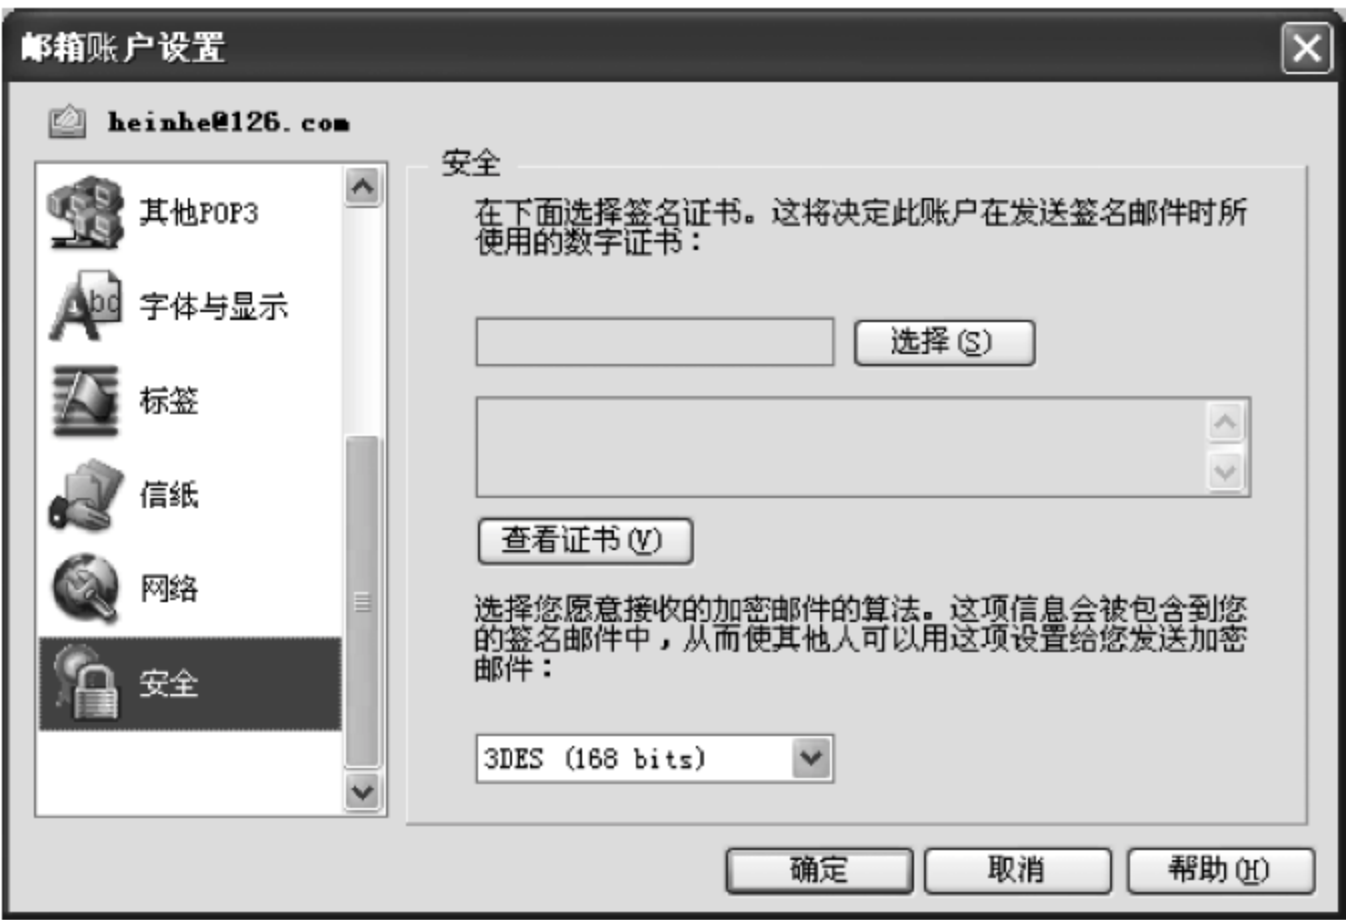 邮箱账户设置
heinhe@126.com
其他POP3
abc
字体与显示
标签
信纸
网络
安全
安全
在下面选择签名证书。这将决定此账户在发送签名邮件时所
使用的数字证书：
选择(S)
查看证书(V)
选择您愿意接收的加密邮件的算法。这项信息会被包含到您
的签名邮件中，从而使其他人可以用这项设置给您发送加密
邮件：
3DES (168 bits)
确定
取消
帮助(H)